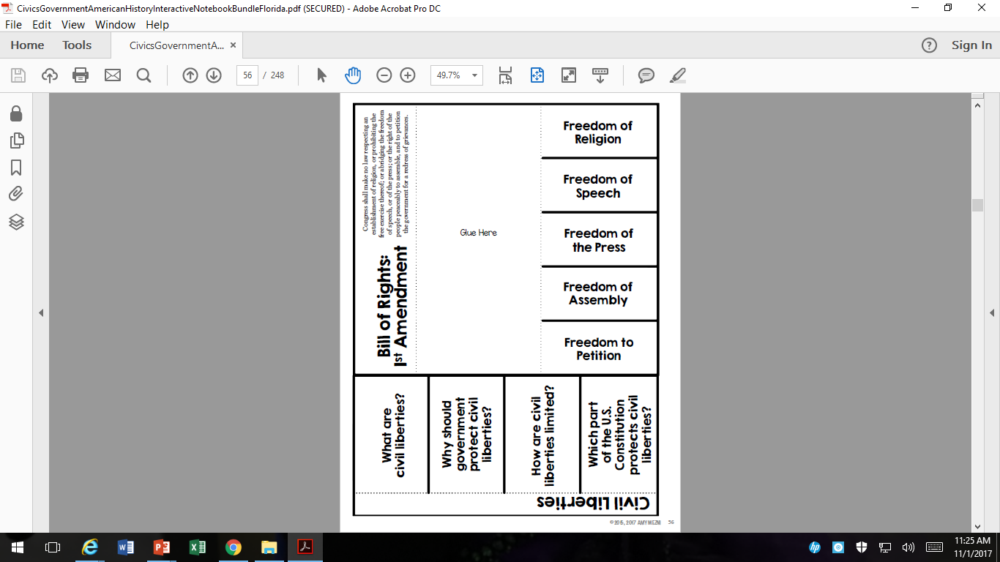 CivicsGovernmentAmericanHistoryInteractiveNotebookBundleFlorida.pdf (SECURED) - Adobe Acrobat Pro DC
File Edit View Window Help
Home Tools CivicsGovernmentA... × ? Sign In
56 / 248 49.7%
Bill of Rights:
1st Amendment
Congress shall make no law respecting an
establishment of religion, or prohibiting the
free exercise thereof; or abridging the freedom
of speech, or of the press; or the right of the
people peaceably to assemble, and to petition
the government for a redress of grievances.
Glue Here
Freedom of
Religion
Freedom of
Speech
Freedom of
the Press
Freedom of
Assembly
Freedom to
Petition
What are
civil liberties?
Why should
government
protect civil
liberties?
How are civil
liberties limited?
Which part
of the U.S.
Constitution
protects civil
liberties?
Civil Liberties
© 2015, 2017 AMY MEZNI 56
11:25 AM
11/1/2017